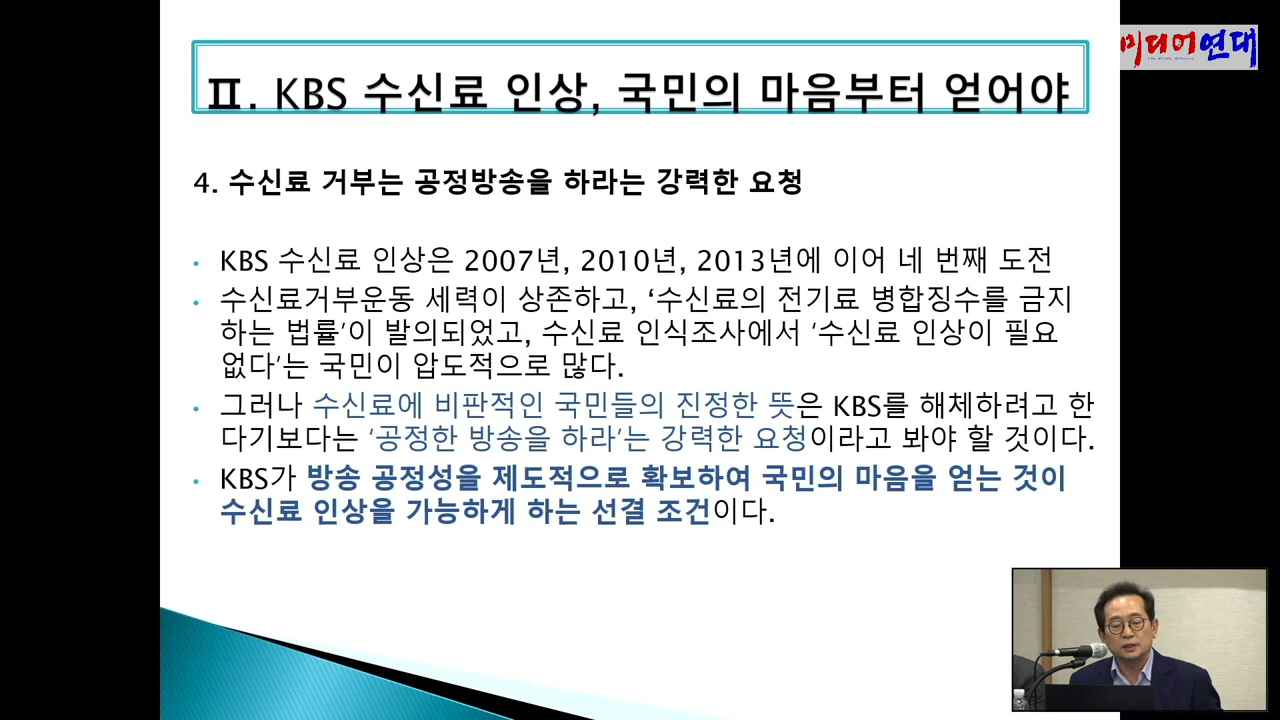 미디어연대
Ⅱ. KBS 수신료 인상, 국민의 마음부터 얻어야
4. 수신료 거부는 공정방송을 하라는 강력한 요청
• KBS 수신료 인상은 2007년, 2010년, 2013년에 이어 네 번째 도전
• 수신료거부운동 세력이 상존하고, ‘수신료의 전기료 병합징수를 금지
하는 법률’이 발의되었고, 수신료 인식조사에서 ‘수신료 인상이 필요
없다’는 국민이 압도적으로 많다.
• 그러나 수신료에 비판적인 국민들의 진정한 뜻은 KBS를 해체하려고 한
다기보다는 ‘공정한 방송을 하라’는 강력한 요청이라고 봐야 할 것이다.
• KBS가 방송 공정성을 제도적으로 확보하여 국민의 마음을 얻는 것이
수신료 인상을 가능하게 하는 선결 조건이다.